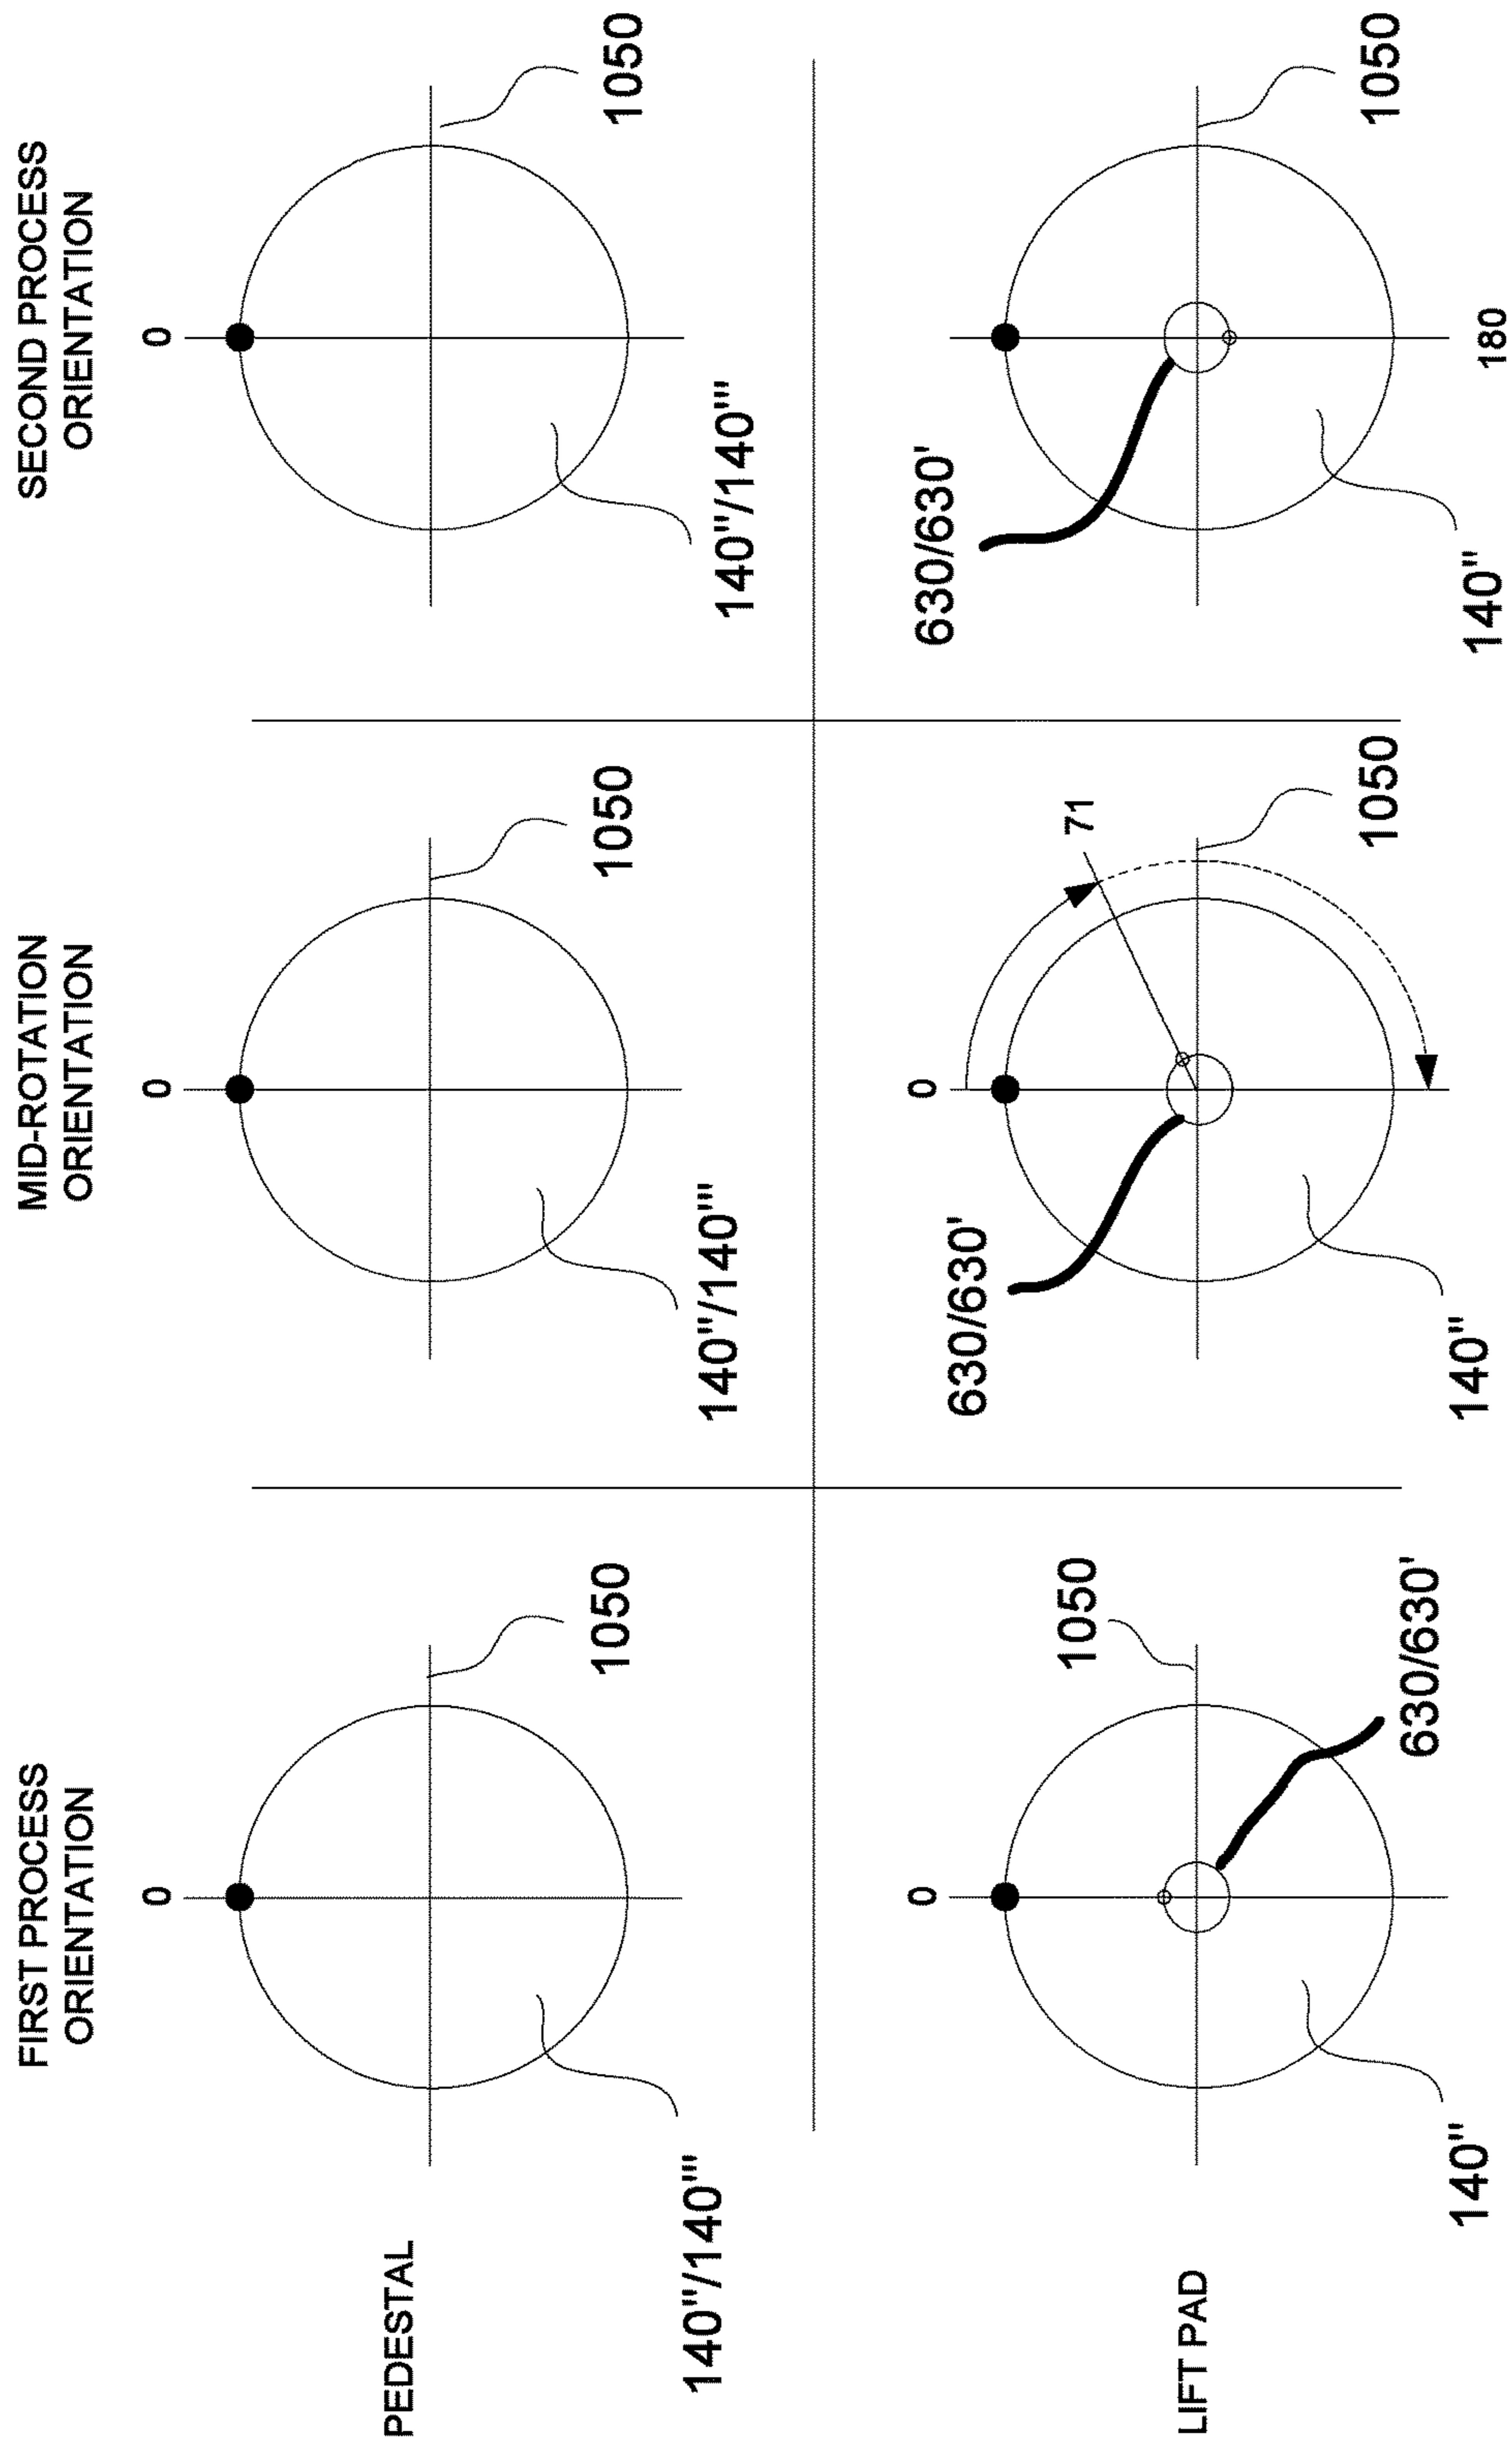 FIRST PROCESS
ORIENTATION
MID-ROTATION
ORIENTATION
SECOND PROCESS
ORIENTATION
PEDESTAL
0
1050
140"/140'''
0
1050
140"/140'''
0
1050
140"/140'''
LIFT PAD
0
1050
630/630'
140"
0
71
1050
630/630'
140"
630/630'
1050
140"
180